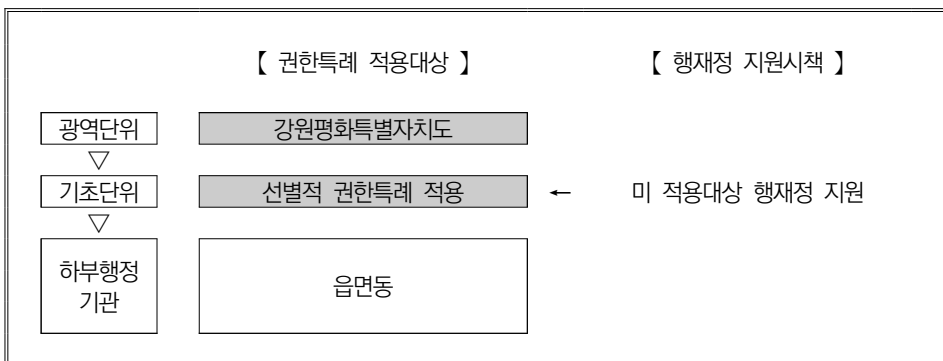 【 권한특례 적용대상 】 【 행재정 지원시책 】
광역단위 강원평화특별자치도
▽
기초단위 선별적 권한특례 적용 ← 미 적용대상 행재정 지원
▽
하부행정
기관
읍면동